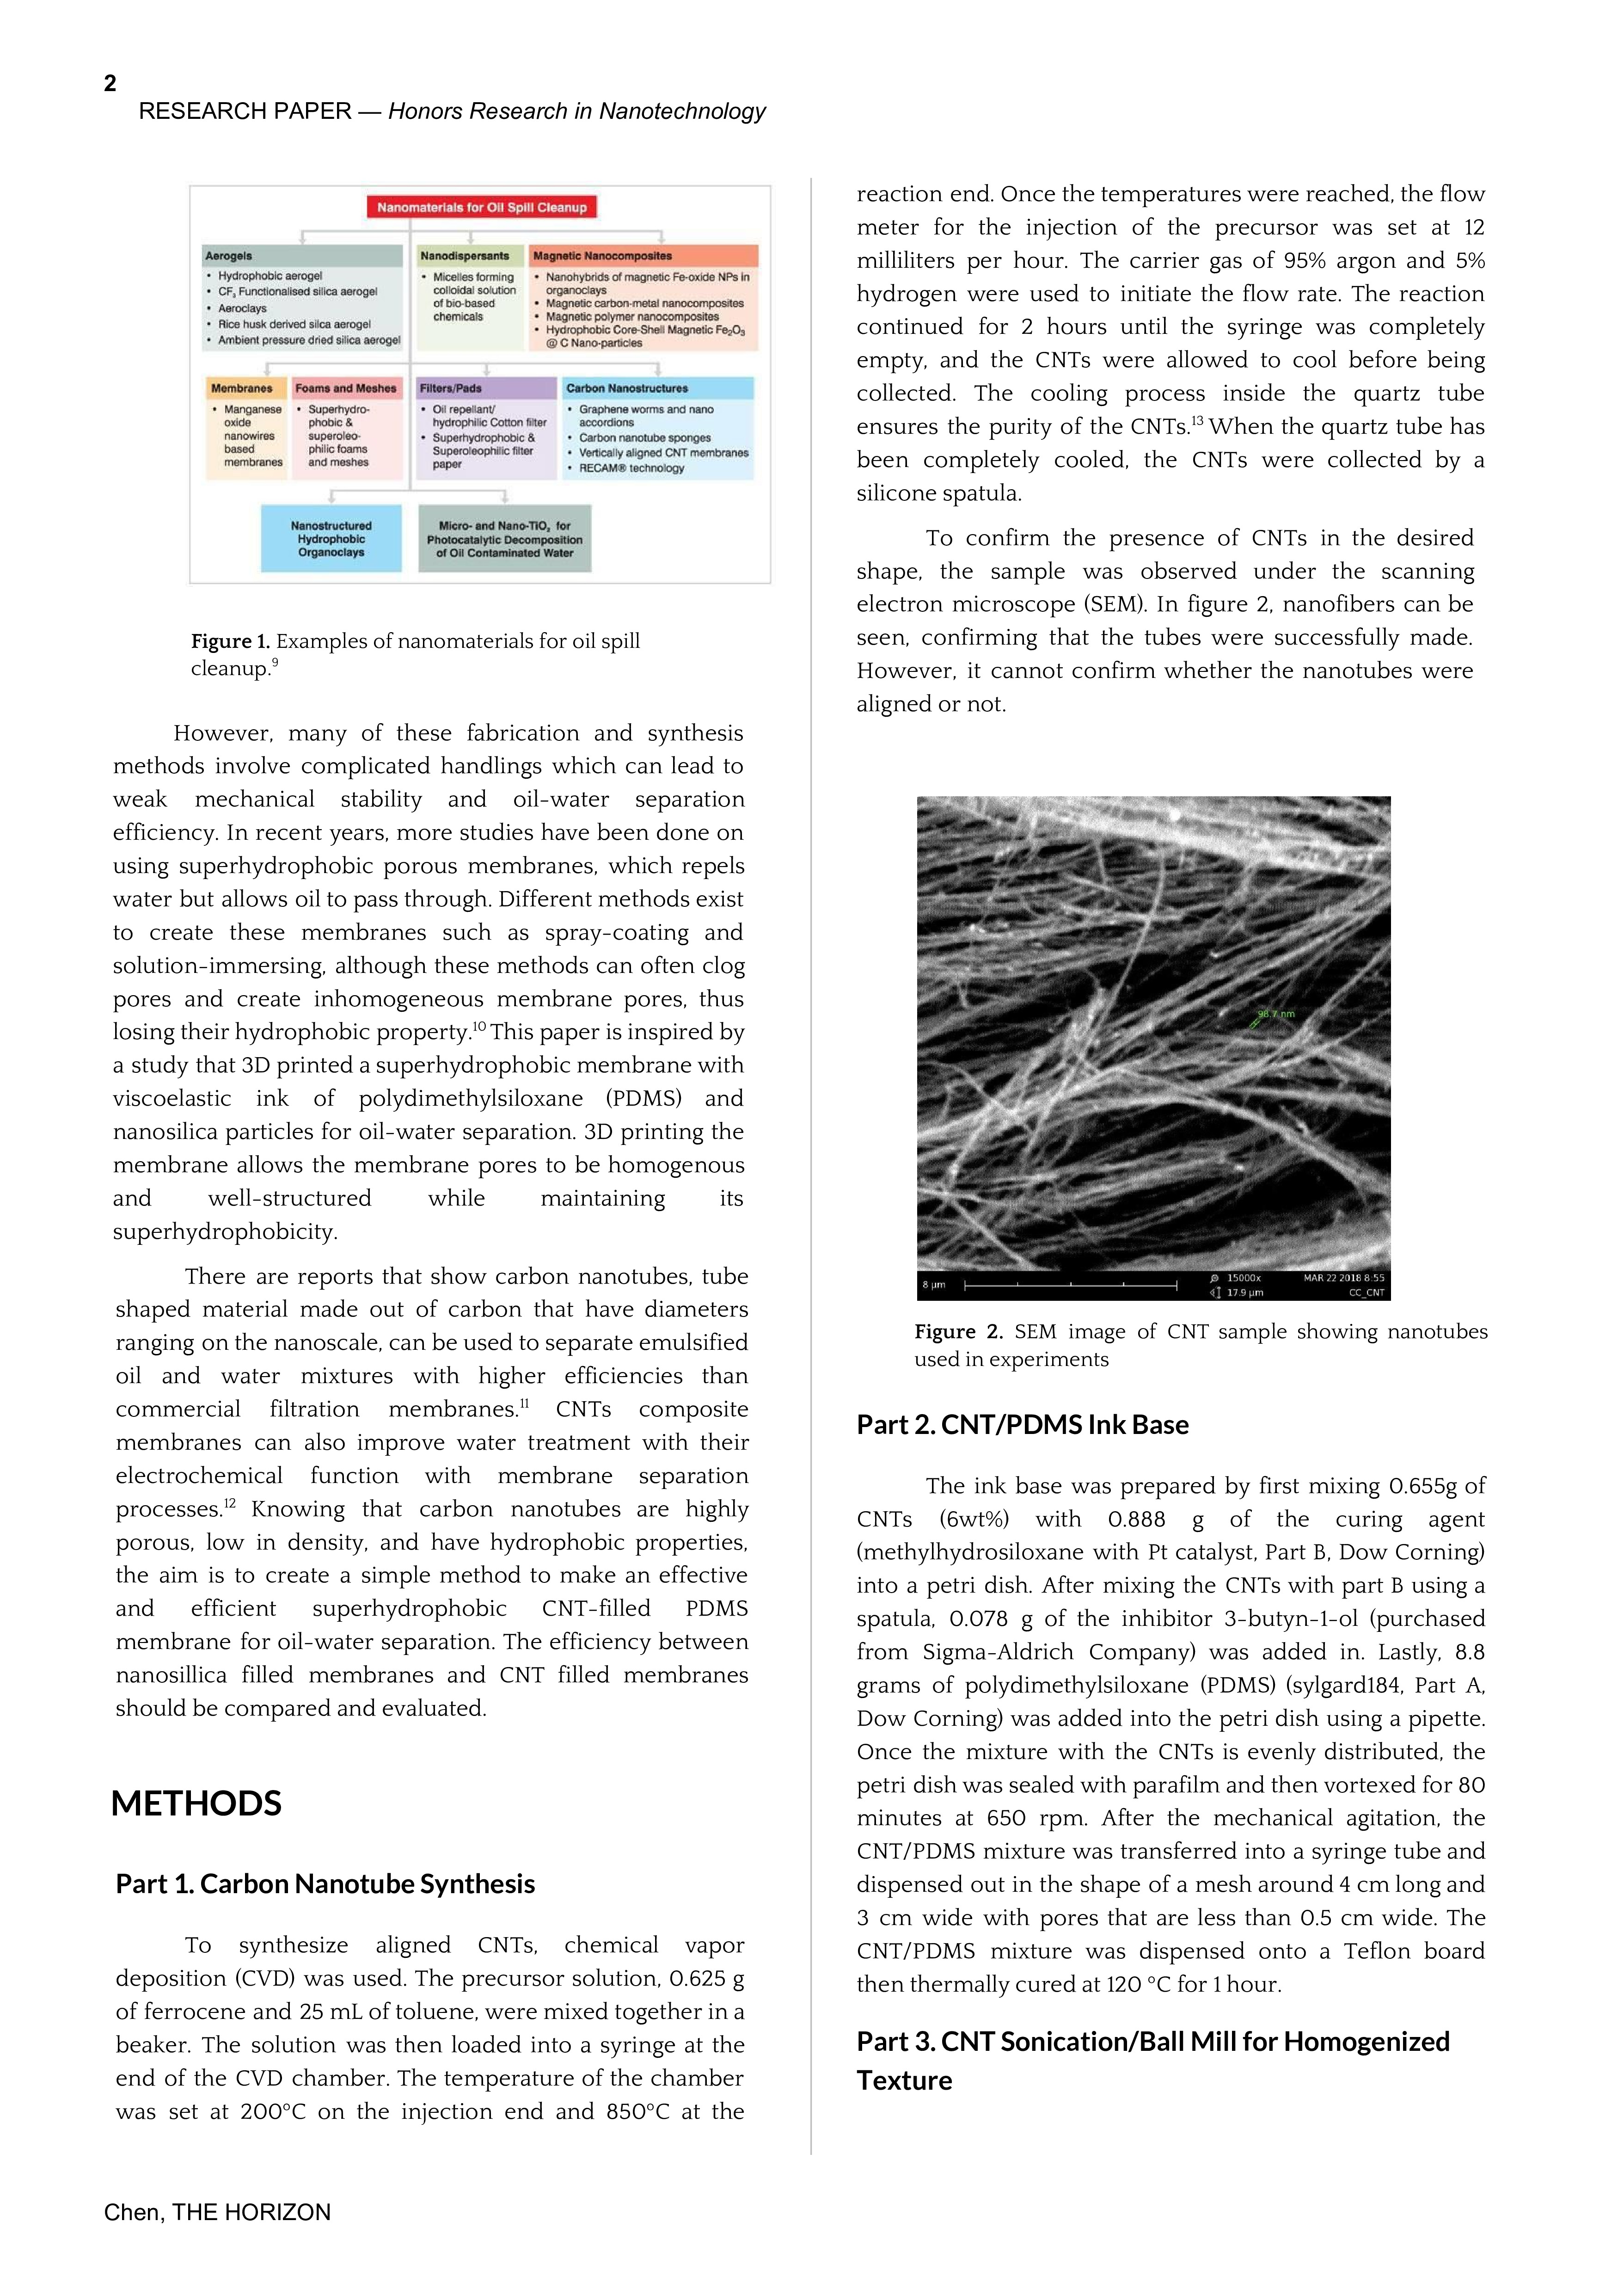 2
RESEARCH PAPER — Honors Research in Nanotechnology
Nanomaterials for Oil Spill Cleanup
Aerogels
• Hydrophobic aerogel
• CF₃ Functionalised silica aerogel
• Aeroclays
• Rice husk derived silca aerogel
• Ambient pressure dried silica aerogel
Nanodispersants
• Micelles forming
colloidal solution
of bio-based
chemicals
Magnetic Nanocomposites
• Nanohybrids of magnetic Fe-oxide NPs in
organoclays
• Magnetic carbon-metal nanocomposites
• Magnetic polymer nanocomposites
• Hydrophobic Core-Shell Magnetic Fe₂O₃
@ C Nano-particles
Membranes
• Manganese
oxide
nanowires
based
membranes
Foams and Meshes
• Superhydro-
phobic &
superoleo-
philic foams
and meshes
Filters/Pads
• Oil repellant/
hydrophilic Cotton filter
• Superhydrophobic &
Superoleophilic filter
paper
Carbon Nanostructures
• Graphene worms and nano
accordions
• Carbon nanotube sponges
• Vertically aligned CNT membranes
• RECAM® technology
Nanostructured
Hydrophobic
Organoclays
Micro- and Nano-TiO₂ for
Photocatalytic Decomposition
of Oil Contaminated Water
Figure 1. Examples of nanomaterials for oil spill
cleanup.⁹
However, many of these fabrication and synthesis
methods involve complicated handlings which can lead to
weak mechanical stability and oil-water separation
efficiency. In recent years, more studies have been done on
using superhydrophobic porous membranes, which repels
water but allows oil to pass through. Different methods exist
to create these membranes such as spray-coating and
solution-immersing, although these methods can often clog
pores and create inhomogeneous membrane pores, thus
losing their hydrophobic property.¹⁰ This paper is inspired by
a study that 3D printed a superhydrophobic membrane with
viscoelastic ink of polydimethylsiloxane (PDMS) and
nanosilica particles for oil-water separation. 3D printing the
membrane allows the membrane pores to be homogenous
and well-structured while maintaining its
superhydrophobicity.
There are reports that show carbon nanotubes, tube
shaped material made out of carbon that have diameters
ranging on the nanoscale, can be used to separate emulsified
oil and water mixtures with higher efficiencies than
commercial filtration membranes.¹¹ CNTs composite
membranes can also improve water treatment with their
electrochemical function with membrane separation
processes.¹² Knowing that carbon nanotubes are highly
porous, low in density, and have hydrophobic properties,
the aim is to create a simple method to make an effective
and efficient superhydrophobic CNT-filled PDMS
membrane for oil-water separation. The efficiency between
nanosillica filled membranes and CNT filled membranes
should be compared and evaluated.
METHODS
Part 1. Carbon Nanotube Synthesis
To synthesize aligned CNTs, chemical vapor
deposition (CVD) was used. The precursor solution, 0.625 g
of ferrocene and 25 mL of toluene, were mixed together in a
beaker. The solution was then loaded into a syringe at the
end of the CVD chamber. The temperature of the chamber
was set at 200°C on the injection end and 850°C at the
reaction end. Once the temperatures were reached, the flow
meter for the injection of the precursor was set at 12
milliliters per hour. The carrier gas of 95% argon and 5%
hydrogen were used to initiate the flow rate. The reaction
continued for 2 hours until the syringe was completely
empty, and the CNTs were allowed to cool before being
collected. The cooling process inside the quartz tube
ensures the purity of the CNTs.¹³ When the quartz tube has
been completely cooled, the CNTs were collected by a
silicone spatula.
To confirm the presence of CNTs in the desired
shape, the sample was observed under the scanning
electron microscope (SEM). In figure 2, nanofibers can be
seen, confirming that the tubes were successfully made.
However, it cannot confirm whether the nanotubes were
aligned or not.
98.7 nm
8 µm
15000x
17.9 µm
MAR 22 2018 8:55
CC_CNT
Figure 2. SEM image of CNT sample showing nanotubes
used in experiments
Part 2. CNT/PDMS Ink Base
The ink base was prepared by first mixing 0.655g of
CNTs (6wt%) with 0.888 g of the curing agent
(methylhydrosiloxane with Pt catalyst, Part B, Dow Corning)
into a petri dish. After mixing the CNTs with part B using a
spatula, 0.078 g of the inhibitor 3-butyn-1-ol (purchased
from Sigma-Aldrich Company) was added in. Lastly, 8.8
grams of polydimethylsiloxane (PDMS) (sylgard184, Part A,
Dow Corning) was added into the petri dish using a pipette.
Once the mixture with the CNTs is evenly distributed, the
petri dish was sealed with parafilm and then vortexed for 80
minutes at 650 rpm. After the mechanical agitation, the
CNT/PDMS mixture was transferred into a syringe tube and
dispensed out in the shape of a mesh around 4 cm long and
3 cm wide with pores that are less than 0.5 cm wide. The
CNT/PDMS mixture was dispensed onto a Teflon board
then thermally cured at 120 °C for 1 hour.
Part 3. CNT Sonication/Ball Mill for Homogenized
Texture
Chen, THE HORIZON